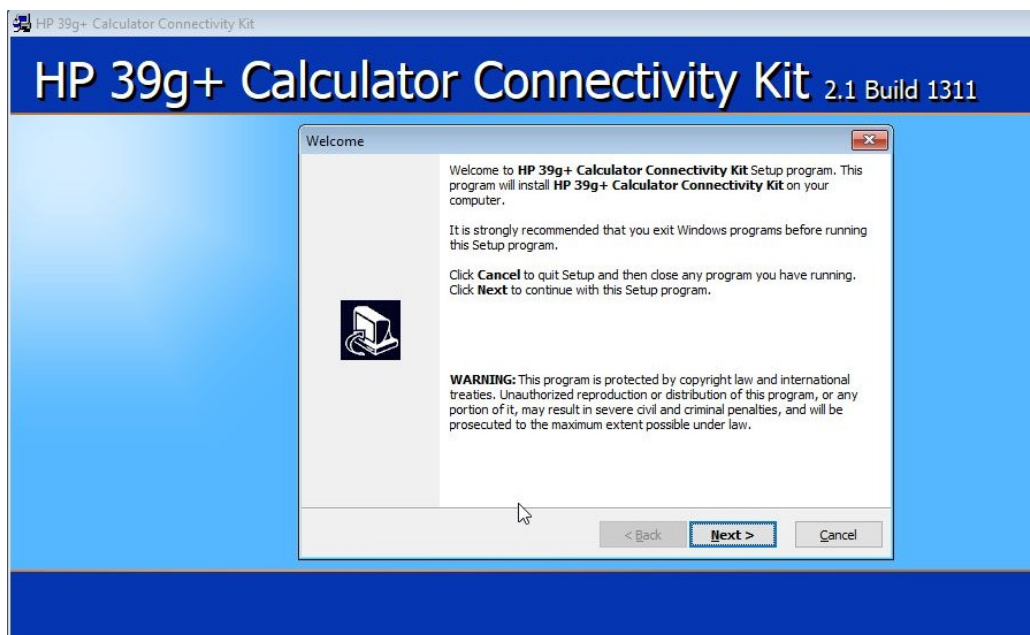 HP 39g+ Calculator Connectivity Kit
HP 39g+ Calculator Connectivity Kit 2.1 Build 1311
Welcome
Welcome to HP 39g+ Calculator Connectivity Kit Setup program. This
program will install HP 39g+ Calculator Connectivity Kit on your
computer.
It is strongly recommended that you exit Windows programs before running
this Setup program.
Click Cancel to quit Setup and then close any program you have running.
Click Next to continue with this Setup program.
WARNING: This program is protected by copyright law and international
treaties. Unauthorized reproduction or distribution of this program, or any
portion of it, may result in severe civil and criminal penalties, and will be
prosecuted to the maximum extent possible under law.
< Back Next > Cancel